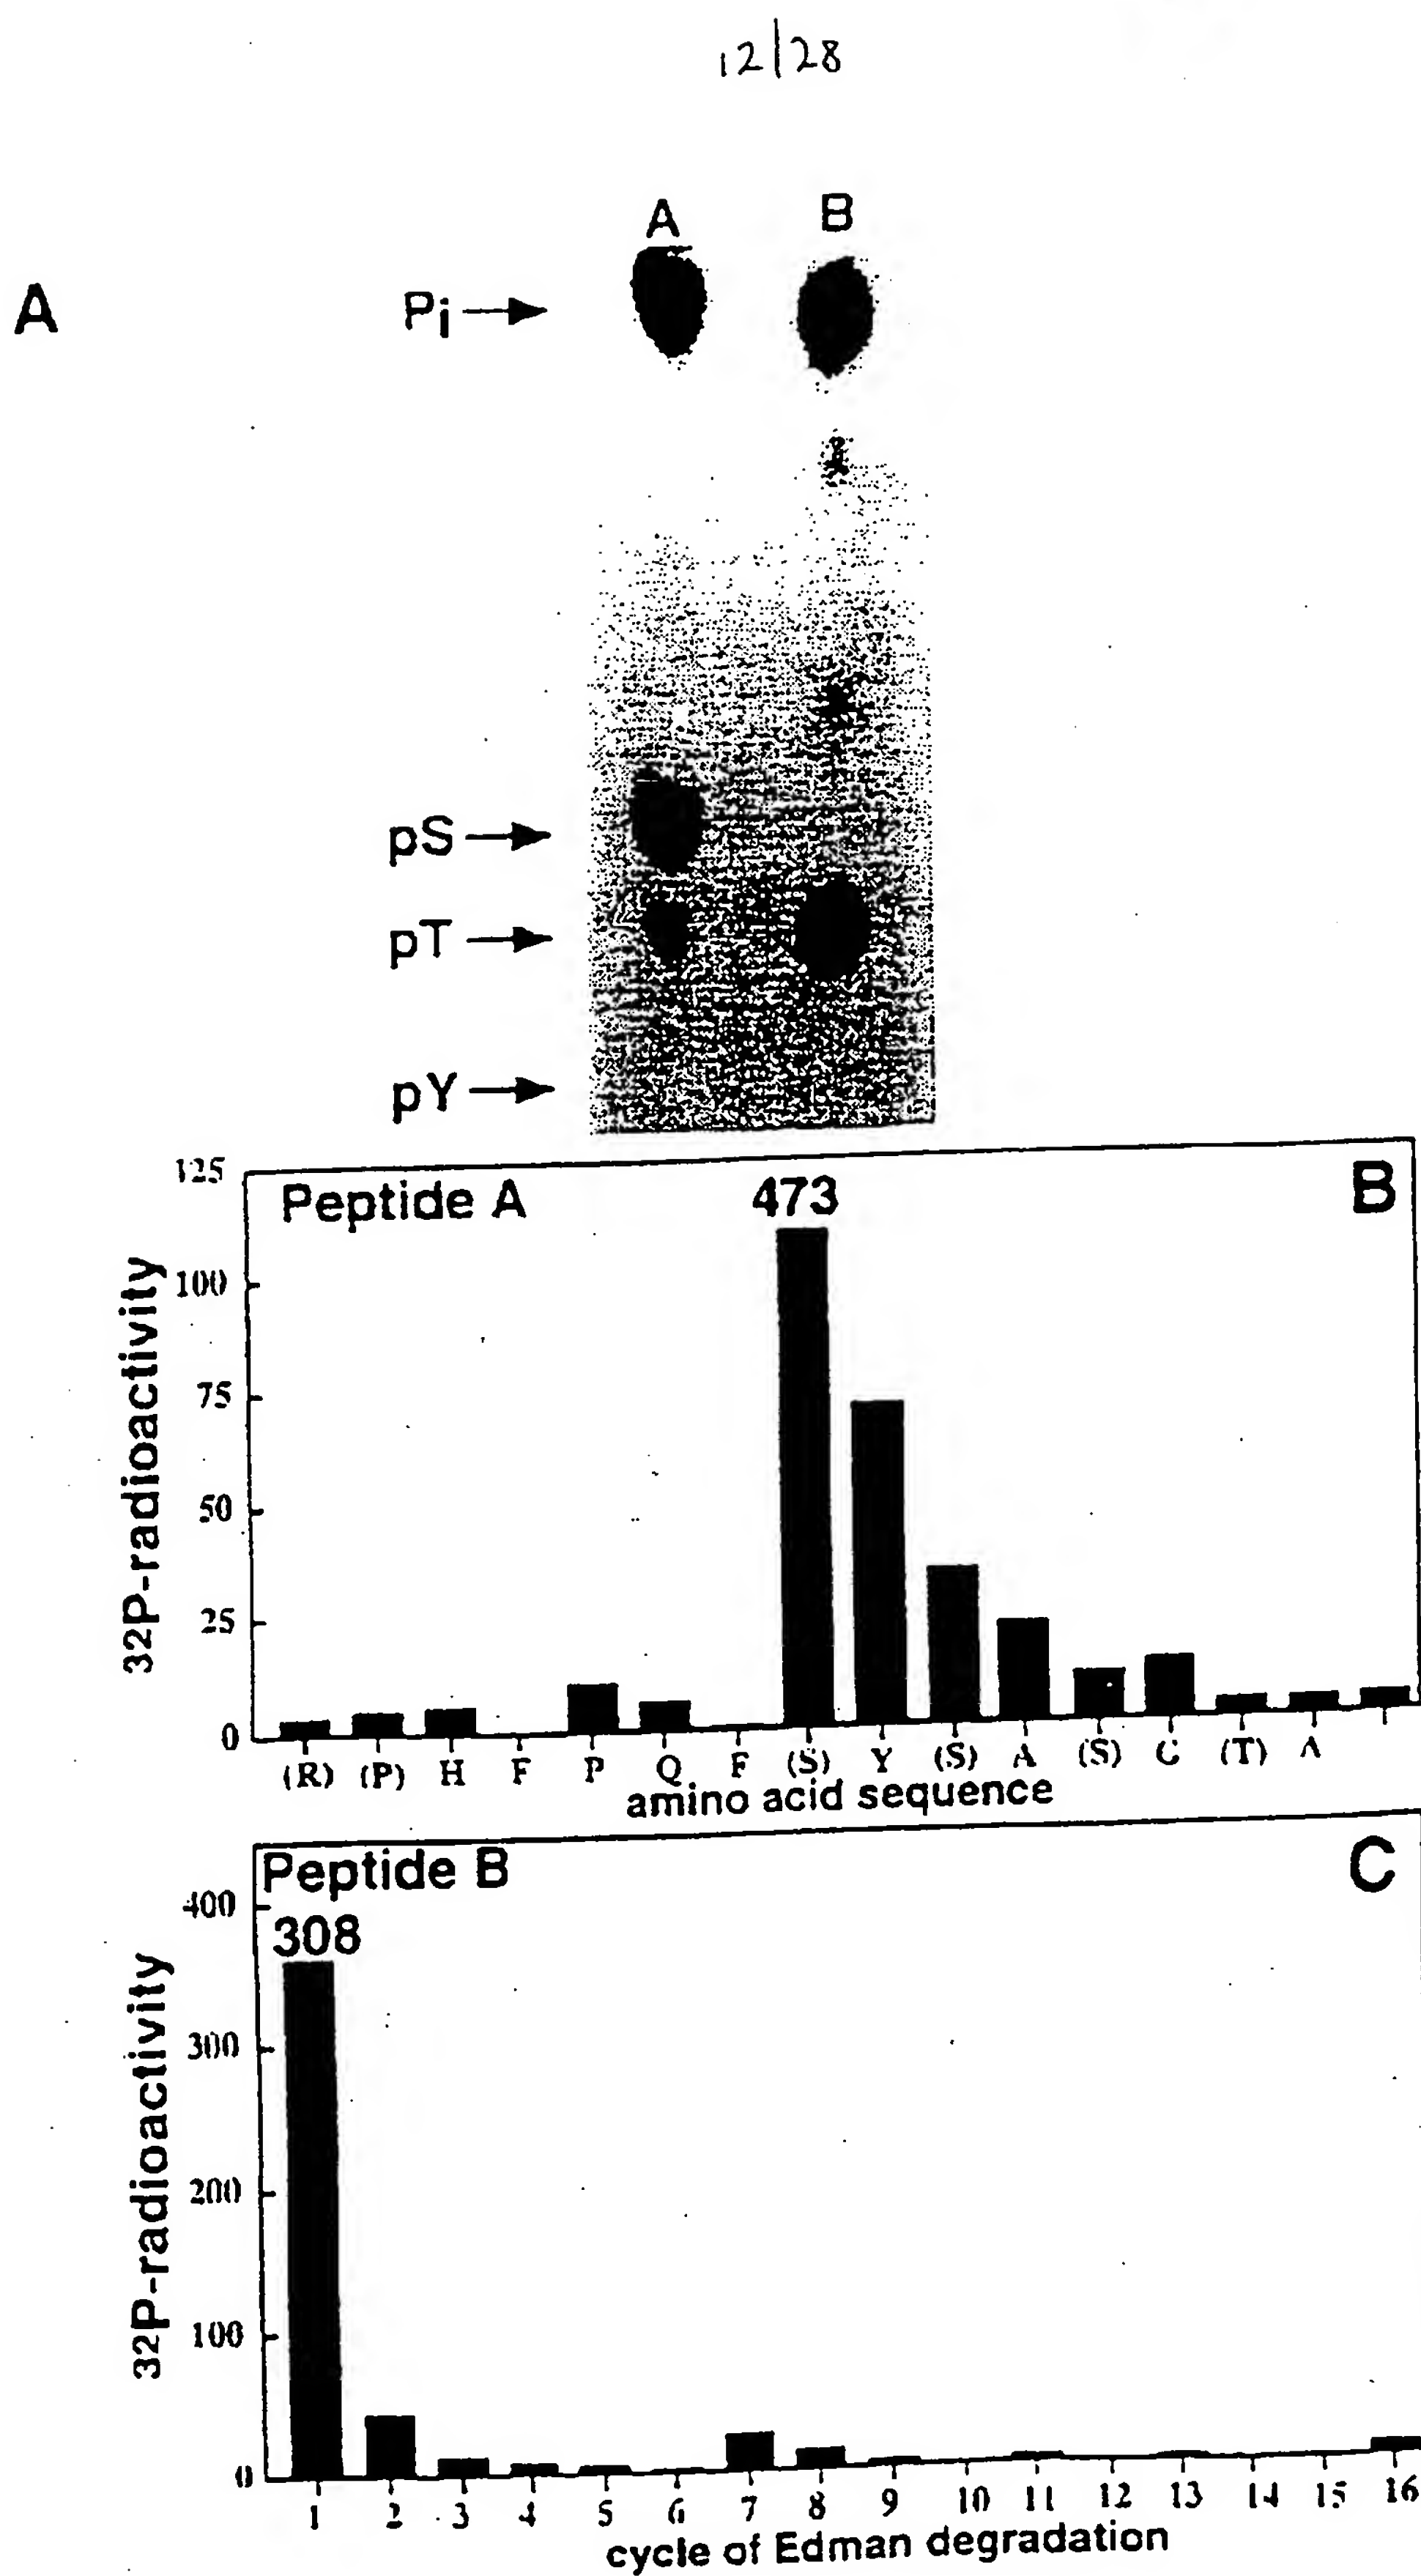 12/28
A B
A
Pi
pS
pT
pY
Peptide A 473 B
125
100
75
50
25
0
32P-radioactivity
(R) (P) H F P Q F (S) Y (S) A (S) G (T) A
amino acid sequence
Peptide B C
308
400
300
200
100
0
32P-radioactivity
1 2 3 4 5 6 7 8 9 10 11 12 13 14 15 16
cycle of Edman degradation